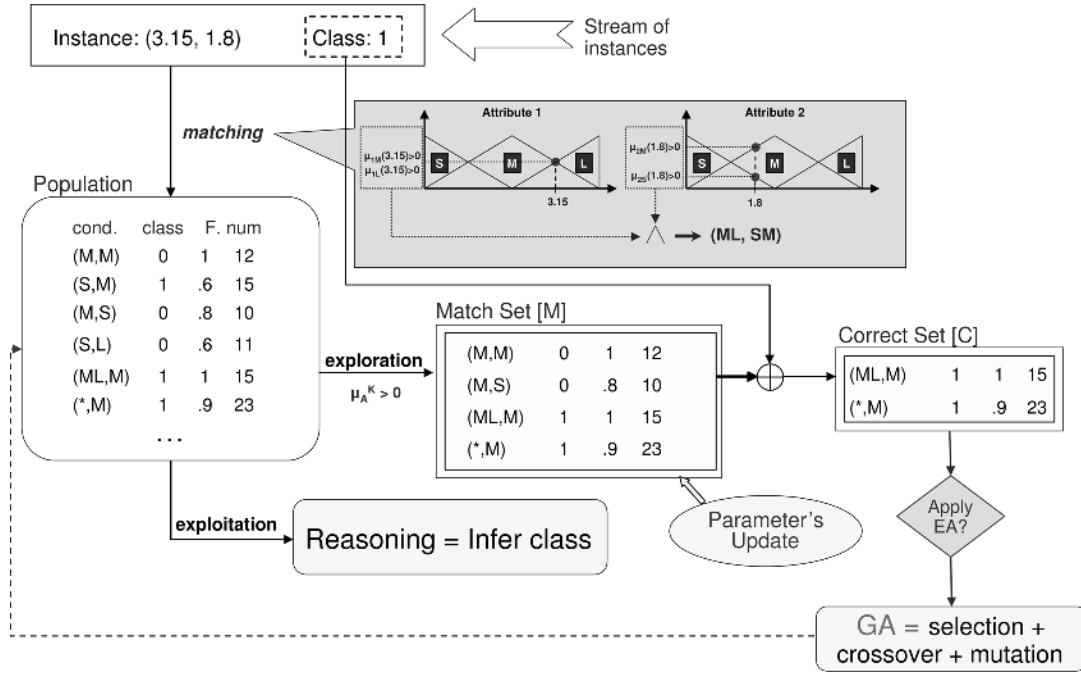 Instance: (3.15, 1.8) Class: 1
Stream of
instances
matching
Attribute 1
Attribute 2
μ1M(3.15)>0
μ1L(3.15)>0
S M L
3.15
μ2M(1.8)>0
μ2S(1.8)>0
S M L
1.8
∧ (ML, SM)
Population
cond. class F. num
(M,M) 0 1 12
(S,M) 1 .6 15
(M,S) 0 .8 10
(S,L) 0 .6 11
(ML,M) 1 1 15
(*,M) 1 .9 23
...
exploration
μA^K > 0
Match Set [M]
(M,M) 0 1 12
(M,S) 0 .8 10
(ML,M) 1 1 15
(*,M) 1 .9 23
Correct Set [C]
(ML,M) 1 1 15
(*,M) 1 .9 23
exploitation
Reasoning = Infer class
Parameter's
Update
Apply
EA?
GA = selection +
crossover + mutation